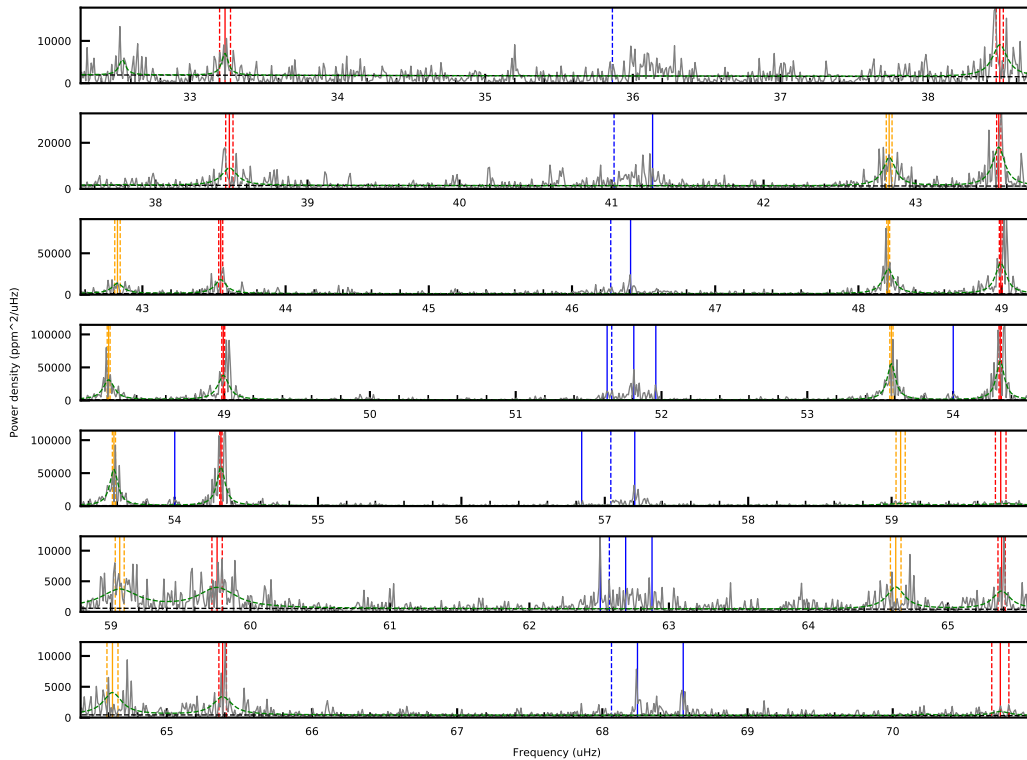 10000
0
33 34 35 36 37 38
20000
0
38 39 40 41 42 43
50000
0
43 44 45 46 47 48 49
100000
50000
0
49 50 51 52 53 54
Power density (ppm^2/uHz)
100000
50000
0
54 55 56 57 58 59
10000
5000
0
59 60 61 62 63 64 65
10000
5000
0
65 66 67 68 69 70
Frequency (uHz)